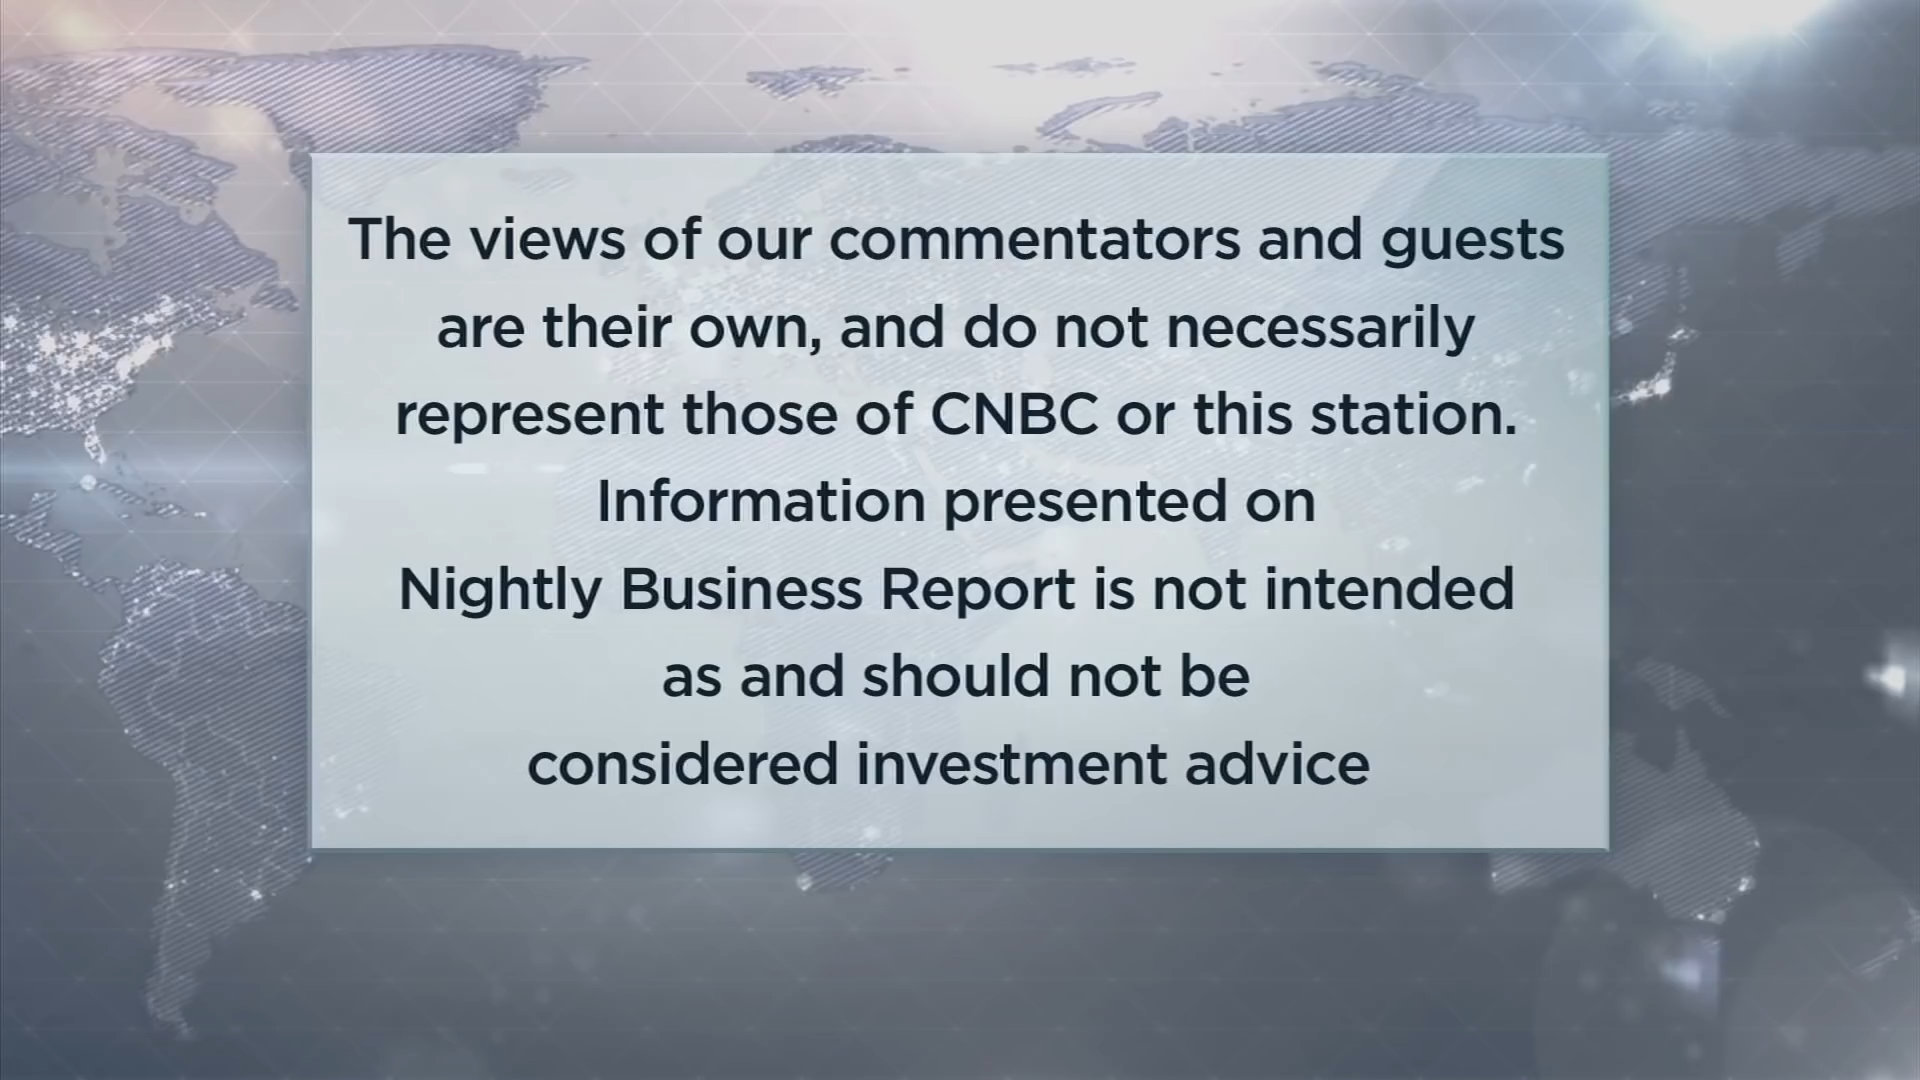 The views of our commentators and guests
are their own, and do not necessarily
represent those of CNBC or this station.
Information presented on
Nightly Business Report is not intended
as and should not be
considered investment advice